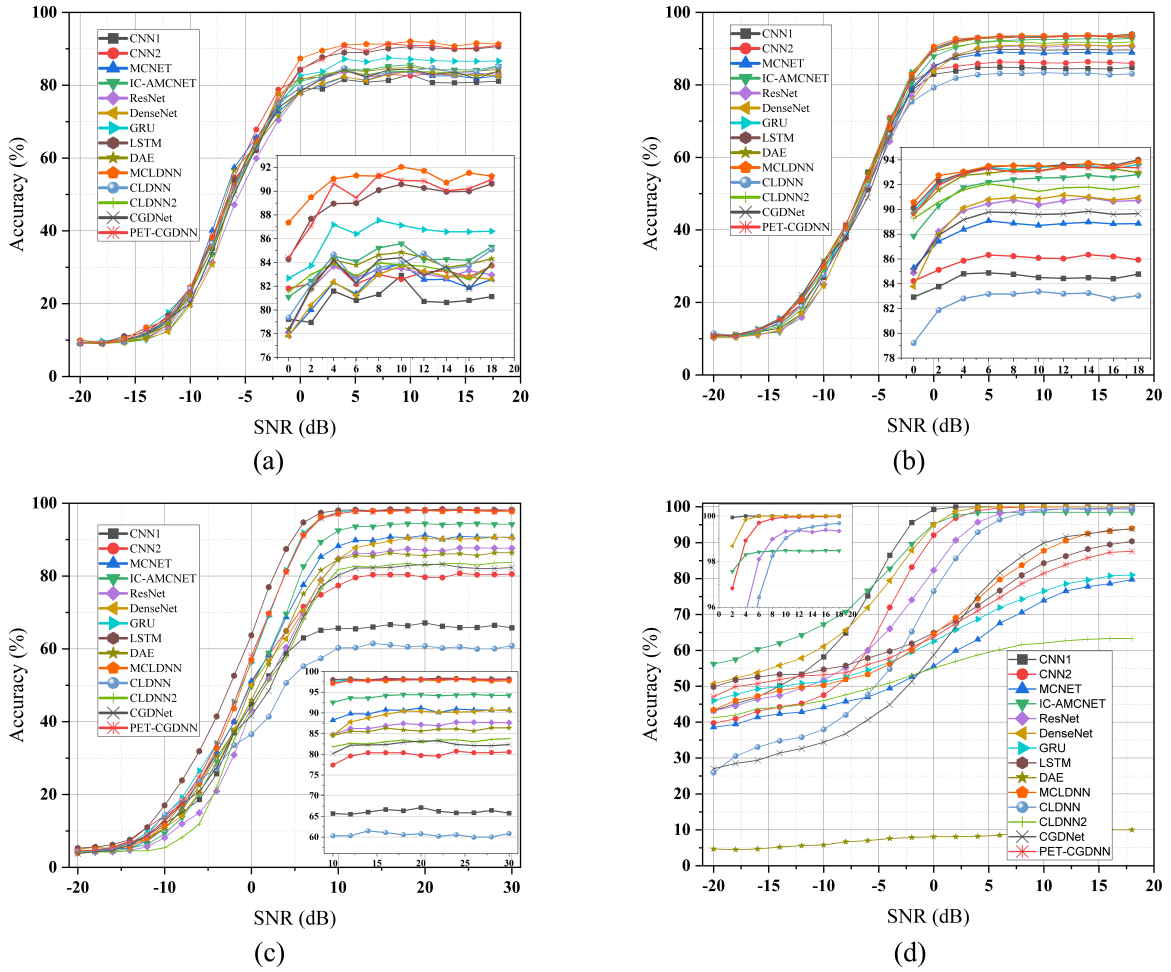 100
80
60
40
20
0
Accuracy (%)
CNN1
CNN2
MCNET
IC-AMCNET
ResNet
DenseNet
GRU
LSTM
DAE
MCLDNN
CLDNN
CLDNN2
CGDNet
PET-CGDNN
92
90
88
86
84
82
80
78
76
0 2 4 6 8 10 12 14 16 18 20
-20 -15 -10 -5 0 5 10 15 20
SNR (dB)
(a)
100
80
60
40
20
0
Accuracy (%)
CNN1
CNN2
MCNET
IC-AMCNET
ResNet
DenseNet
GRU
LSTM
DAE
MCLDNN
CLDNN
CLDNN2
CGDNet
PET-CGDNN
94
92
90
88
86
84
82
80
78
0 2 4 6 8 10 12 14 16 18
-20 -15 -10 -5 0 5 10 15 20
SNR (dB)
(b)
100
80
60
40
20
0
Accuracy (%)
CNN1
CNN2
MCNET
IC-AMCNET
ResNet
DenseNet
GRU
LSTM
DAE
MCLDNN
CLDNN
CLDNN2
CGDNet
PET-CGDNN
100
95
90
85
80
75
70
65
60
10 15 20 25 30
-20 -10 0 10 20 30
SNR (dB)
(c)
100
90
80
70
60
50
40
30
20
10
0
Accuracy (%)
100
98
96
0 2 4 6 8 10 12 14 16 18 20
CNN1
CNN2
MCNET
IC-AMCNET
ResNet
DenseNet
GRU
LSTM
DAE
MCLDNN
CLDNN
CLDNN2
CGDNet
PET-CGDNN
-20 -15 -10 -5 0 5 10 15 20
SNR (dB)
(d)